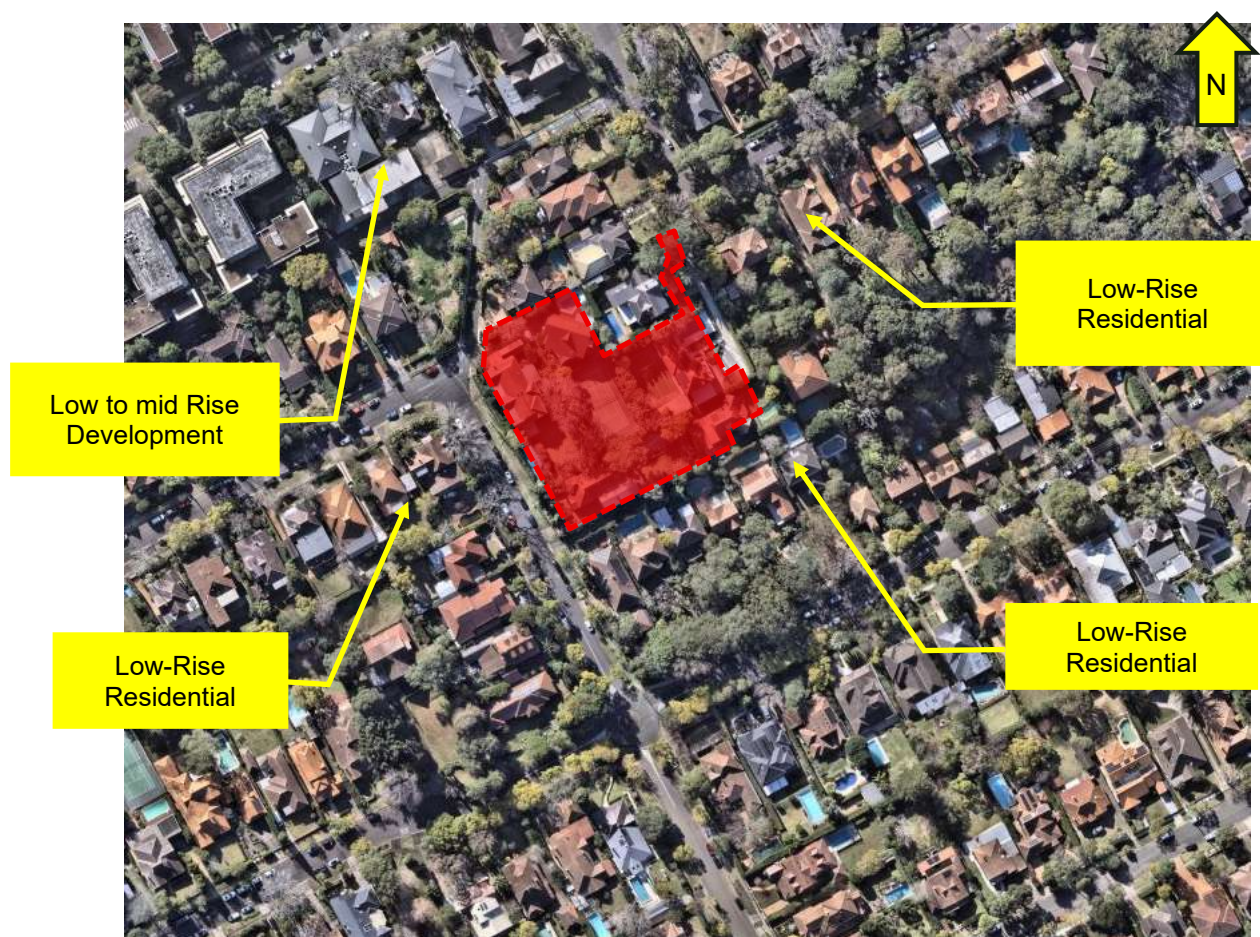 N
Low-Rise
Residential
Low to mid Rise
Development
Low-Rise
Residential
Low-Rise
Residential